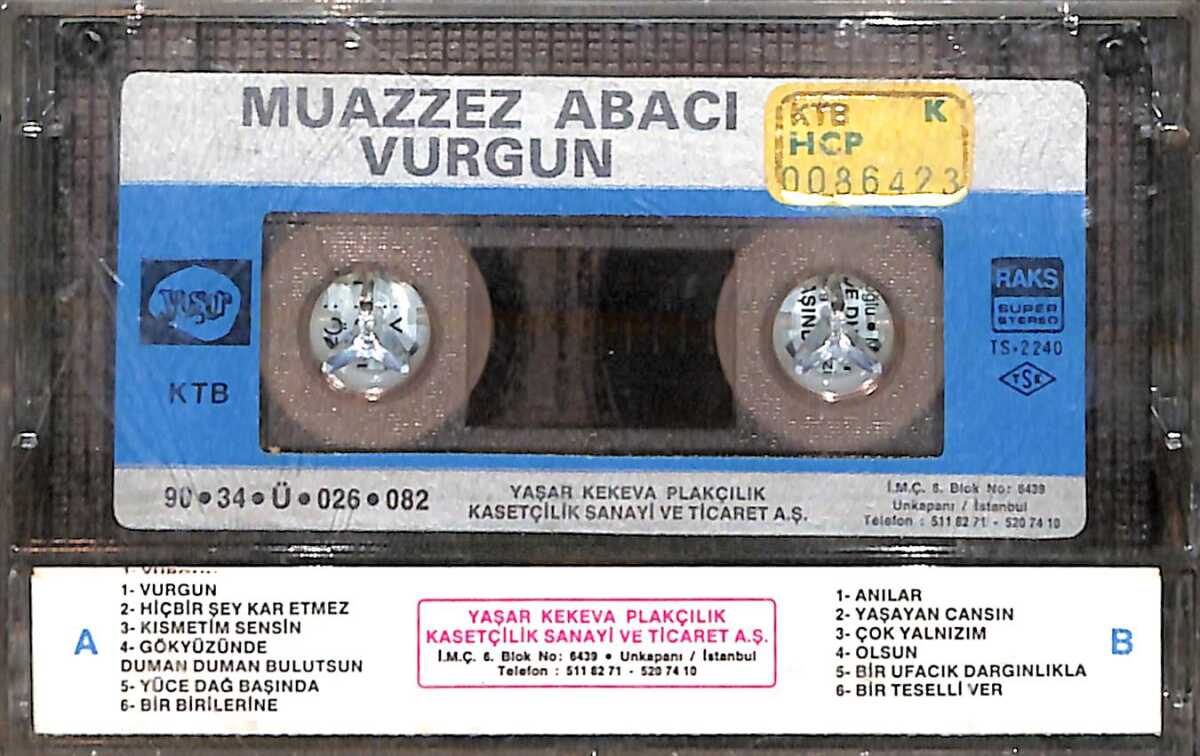 MUAZZEZ ABACI
VURGUN
KTB K
HCP
0086423
yşr
KTB
RAKS
SUPER
STEREO
TS-2240
TSE
90•34•Ü•026•082
YAŞAR KEKEVA PLAKÇILIK
KASETÇİLİK SANAYİ VE TİCARET A.Ş.
İ.M.Ç. 6. Blok No: 6439
Unkapanı / İstanbul
Telefon : 511 82 71 - 520 74 10
A
1- VURGUN
2- HİÇBİR ŞEY KAR ETMEZ
3- KISMETİM SENSİN
4- GÖKYÜZÜNDE
DUMAN DUMAN BULUTSUN
5- YÜCE DAĞ BAŞINDA
6- BİR BİRİLERİNE
YAŞAR KEKEVA PLAKÇILIK
KASETÇİLİK SANAYİ VE TİCARET A.Ş.
İ.M.Ç. 6. Blok No: 6439 • Unkapanı / İstanbul
Telefon : 511 82 71 - 520 74 10
1- ANILAR
2- YAŞAYAN CANSIN
3- ÇOK YALNIZIM
4- OLSUN
5- BİR UFACIK DARGINLIKLA
6- BİR TESELLİ VER
B